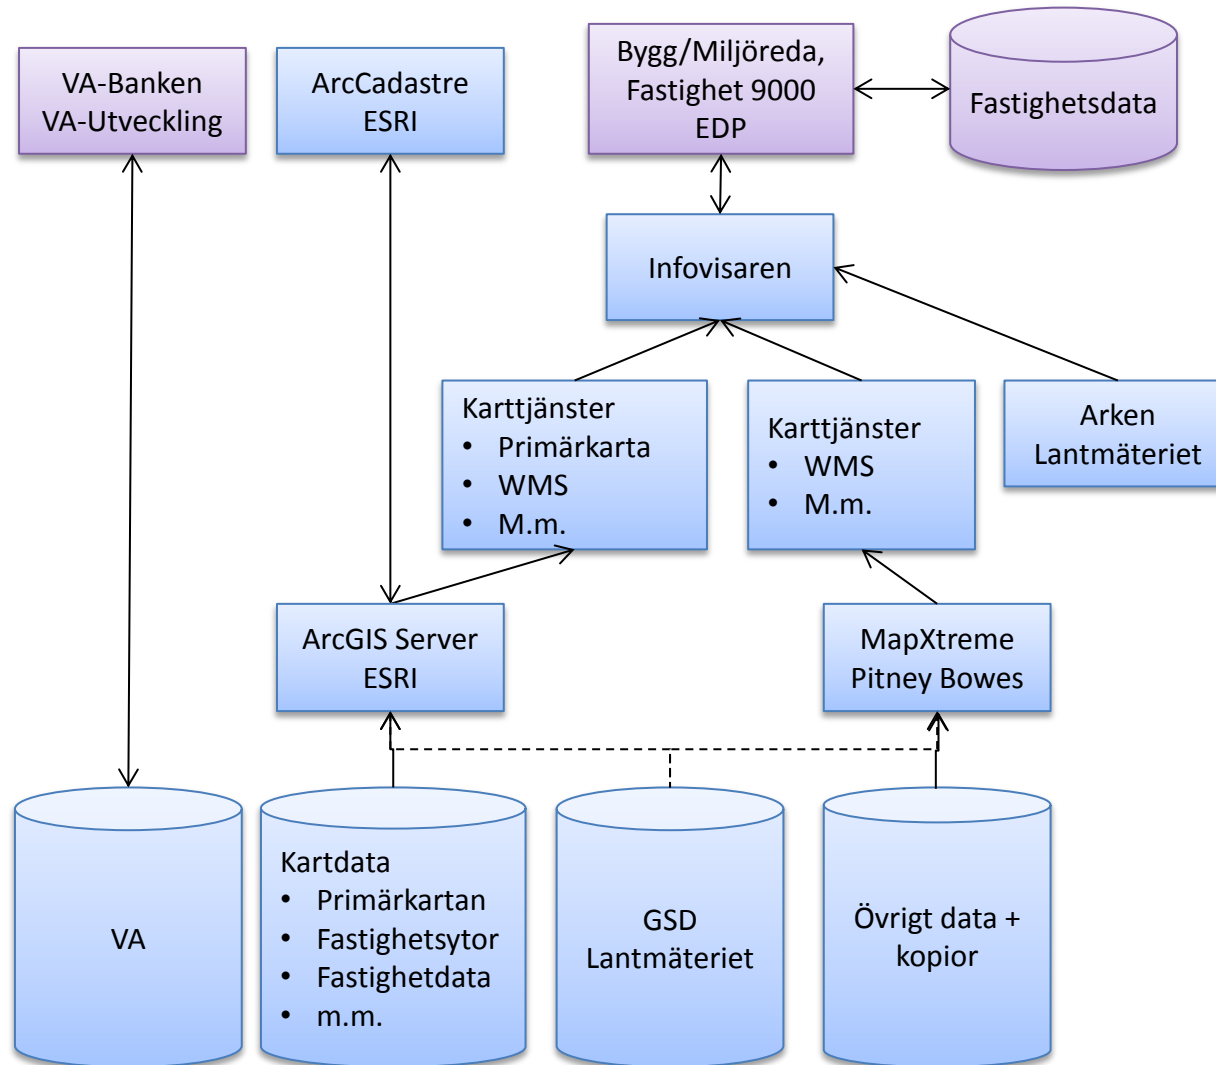 VA-Banken
VA-Utveckling
ArcCadastre
ESRI
Bygg/Miljöreda,
Fastighet 9000
EDP
Fastighetsdata
Infovisaren
Karttjänster
• Primärkarta
• WMS
• M.m.
Karttjänster
• WMS
• M.m.
Arken
Lantmäteriet
ArcGIS Server
ESRI
MapXtreme
Pitney Bowes
VA
Kartdata
• Primärkartan
• Fastighetsytor
• Fastighetdata
• m.m.
GSD
Lantmäteriet
Övrigt data +
kopior